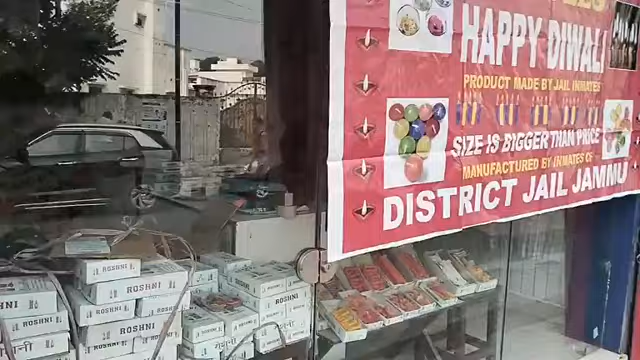 HAPPY DIWALI
PRODUCT MADE BY JAIL INMATES
SIZE IS BIGGER THAN PRICE
MANUFACTURED BY INMATES OF
DISTRICT JAIL JAMMU
ROSHNI
ROSHNI
ROSHNI
ROSHNI
ROSHNI
ROSHNI
ROSHNI